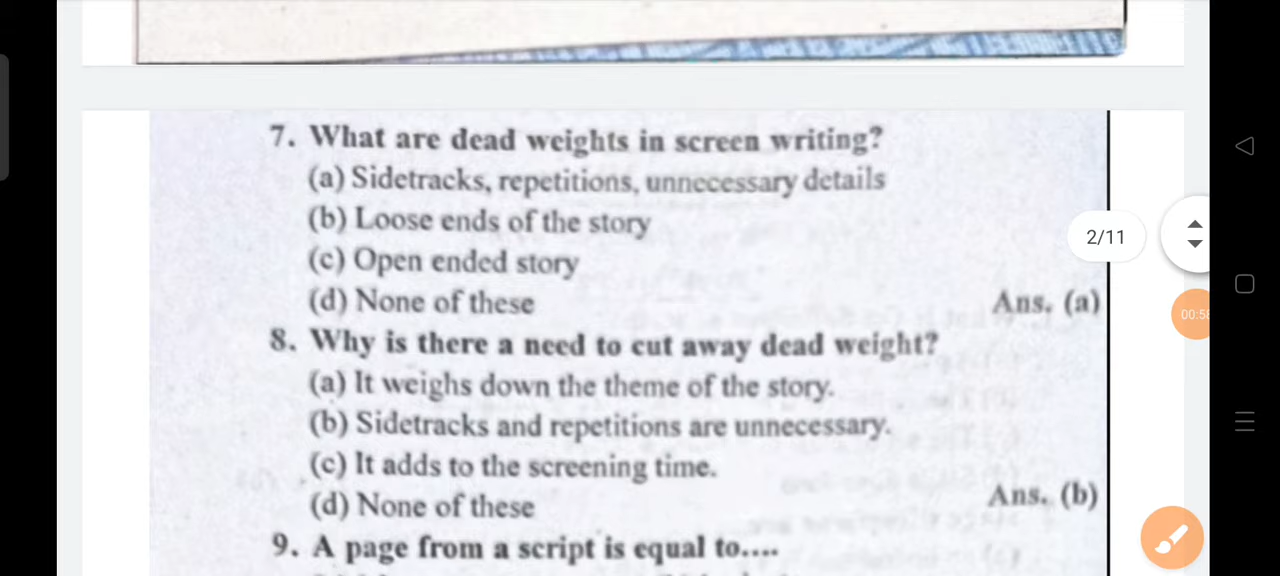 7. What are dead weights in screen writing?
(a) Sidetracks, repetitions, unnecessary details
(b) Loose ends of the story
(c) Open ended story
(d) None of these
Ans. (a)
8. Why is there a need to cut away dead weight?
(a) It weighs down the theme of the story.
(b) Sidetracks and repetitions are unnecessary.
(c) It adds to the screening time.
(d) None of these
Ans. (b)
9. A page from a script is equal to....
2/11